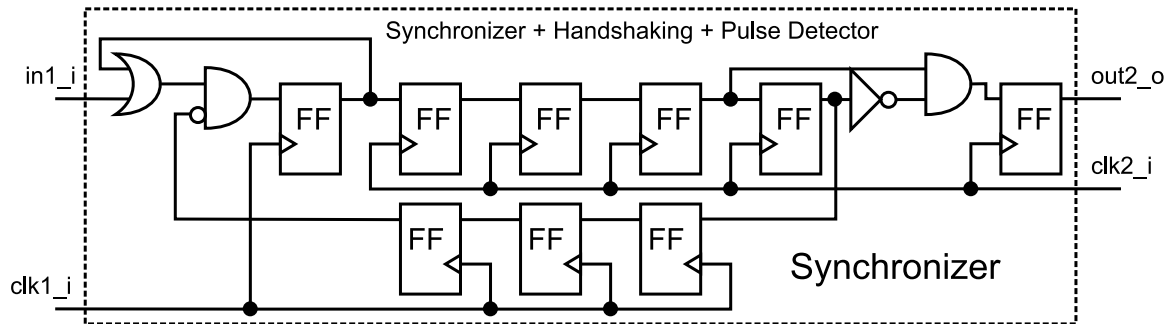 Synchronizer + Handshaking + Pulse Detector
in1_i
out2_o
FF
FF
FF
FF
FF
FF
clk2_i
FF
FF
FF
Synchronizer
clk1_i